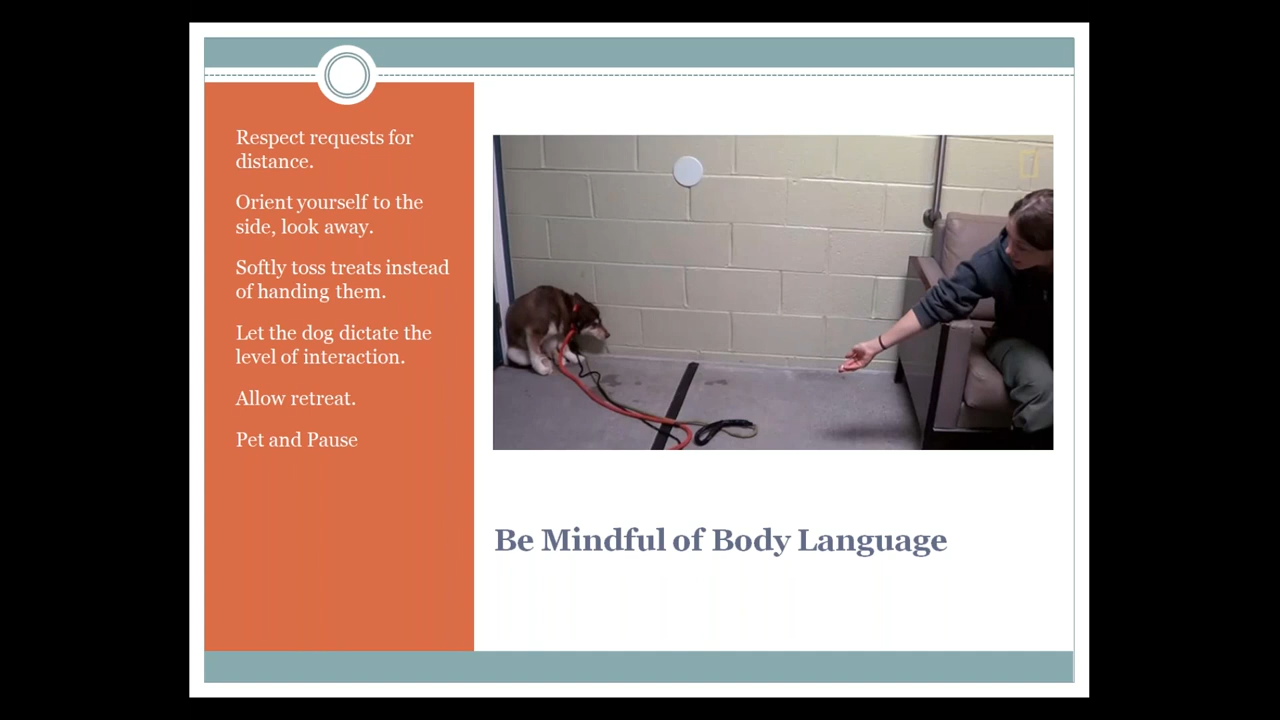 Respect requests for
distance.
Orient yourself to the
side, look away.
Softly toss treats instead
of handing them.
Let the dog dictate the
level of interaction.
Allow retreat.
Pet and Pause
Be Mindful of Body Language